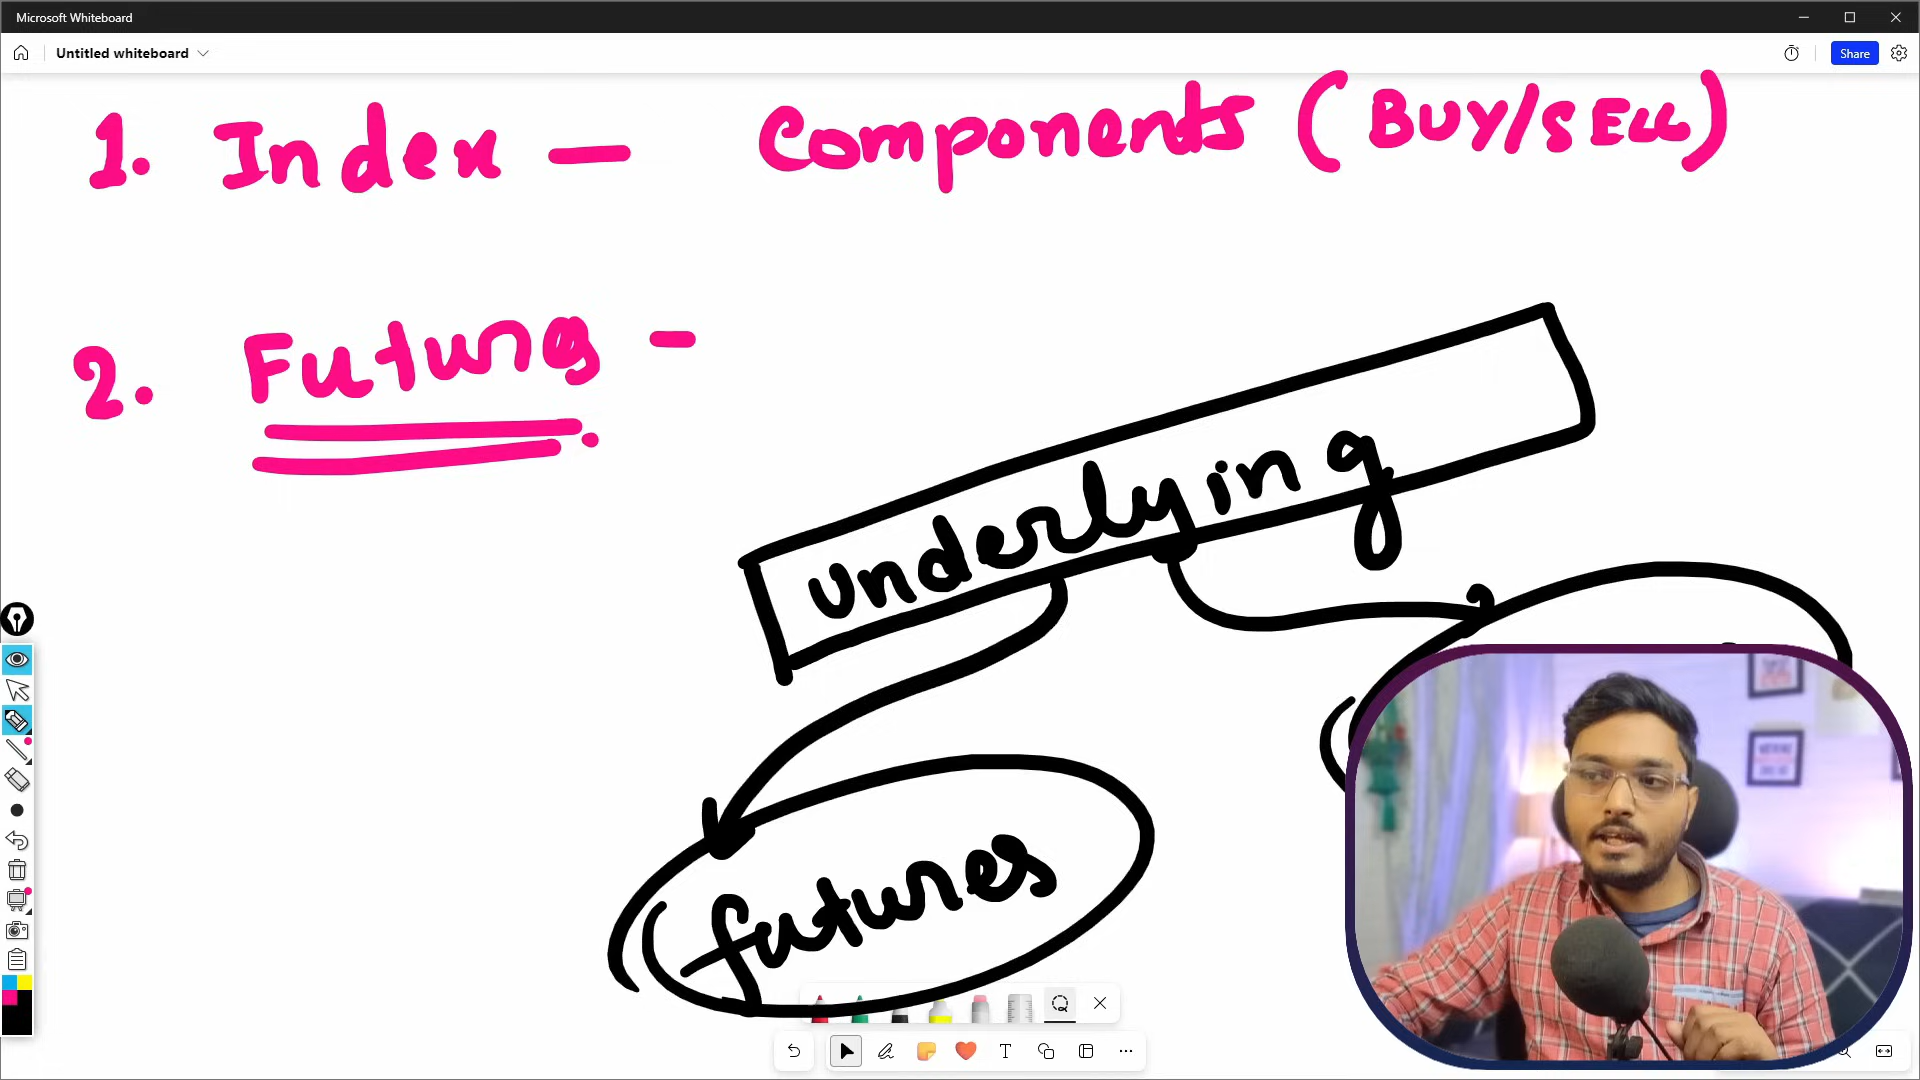 Microsoft Whiteboard
Untitled whiteboard
Share
1. Index — Components (BUY/SELL)
2. Futures -
underlying
futures